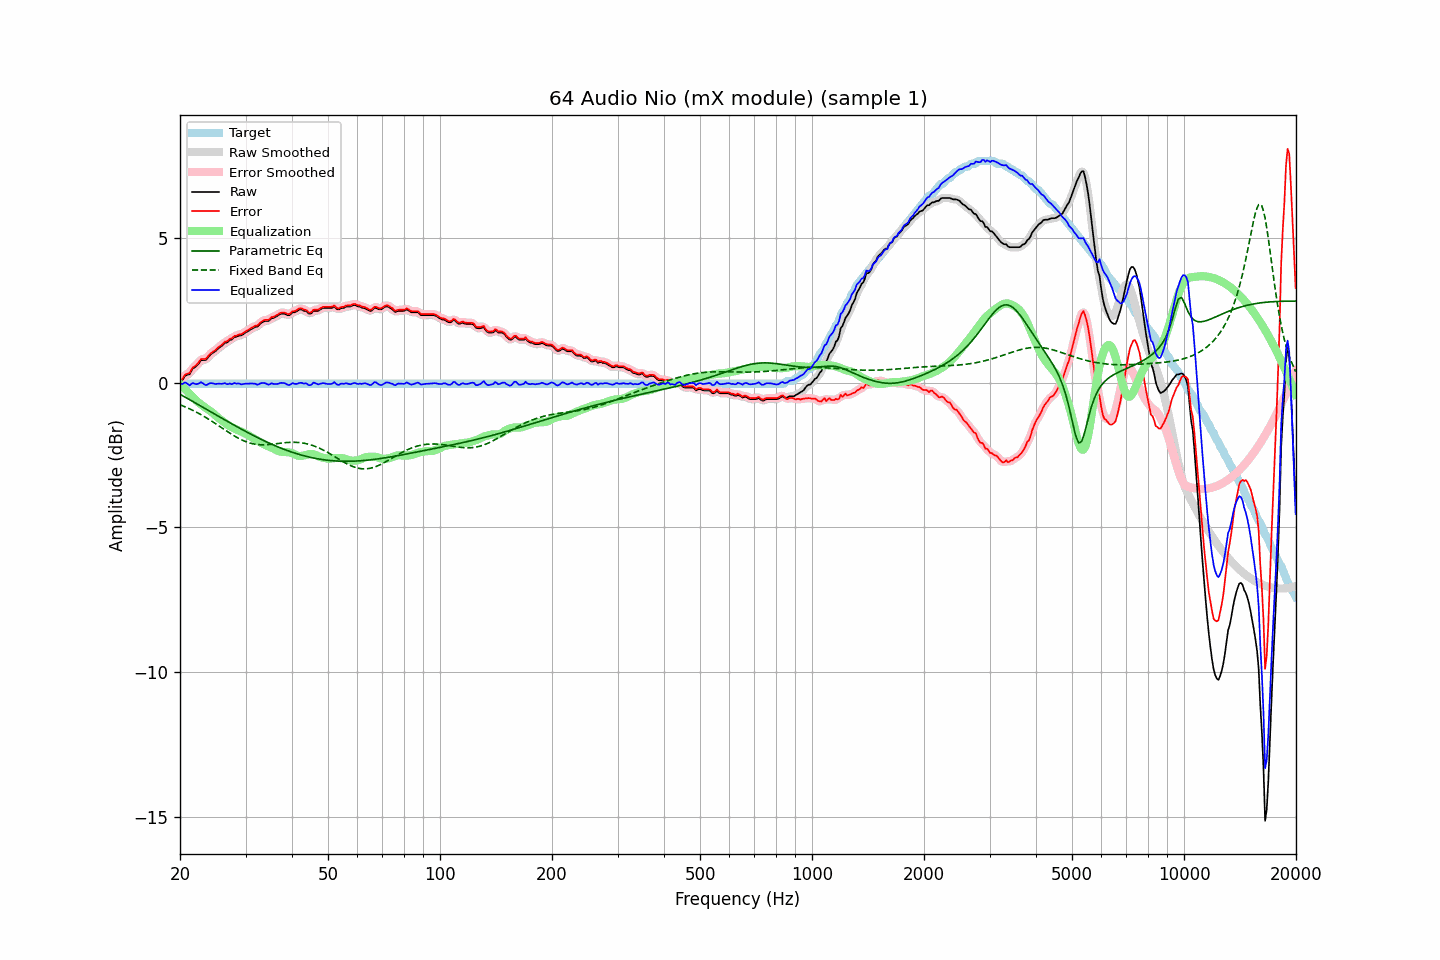 64 Audio Nio (mX module) (sample 1)
Target
Raw Smoothed
Error Smoothed
Raw
Error
Equalization
Parametric Eq
Fixed Band Eq
Equalized
Amplitude (dBr)
5
0
−5
−10
−15
20 50 100 200 500 1000 2000 5000 10000 20000
Frequency (Hz)